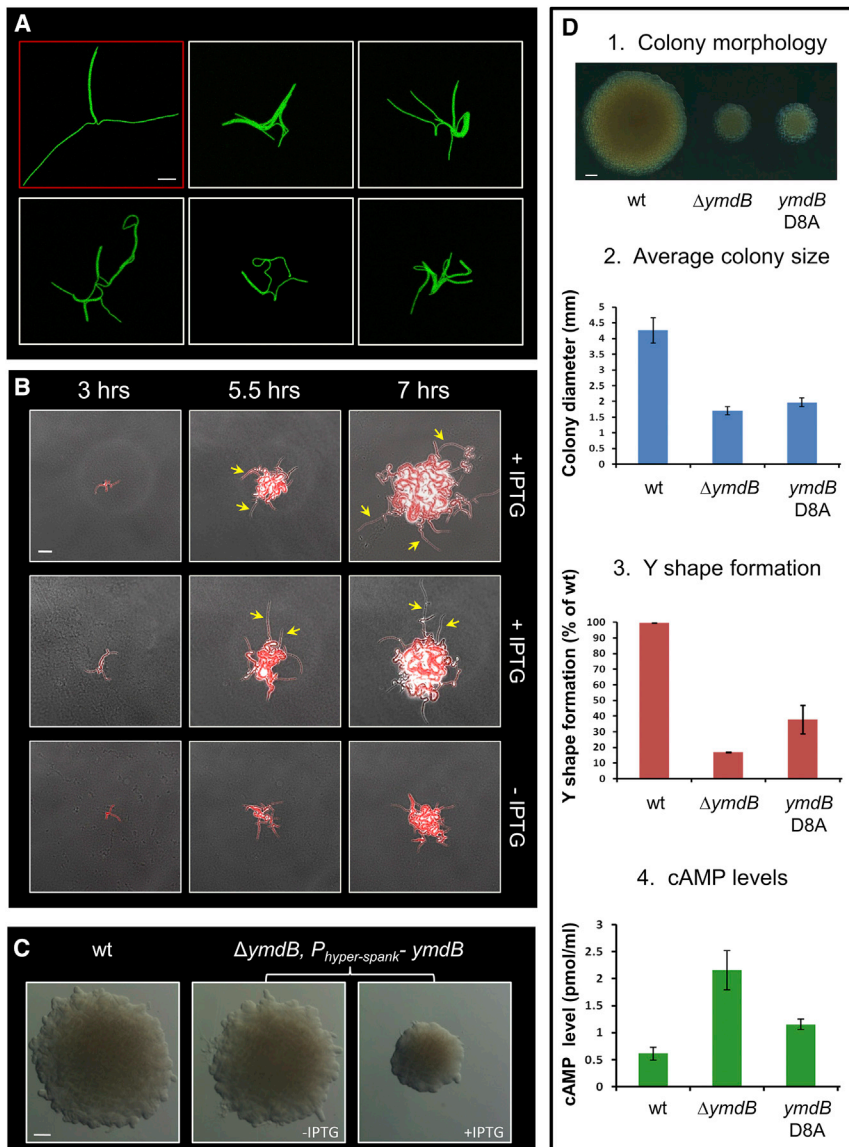 A
B
3 hrs 5.5 hrs 7 hrs
+ IPTG
+ IPTG
- IPTG
C
wt ΔymdB, Phyper-spank- ymdB
-IPTG +IPTG
D
1. Colony morphology
wt ΔymdB ymdB
D8A
2. Average colony size
Colony diameter (mm)
5
4.5
4
3.5
3
2.5
2
1.5
1
0.5
0
wt ΔymdB ymdB
D8A
3. Y shape formation
Y shape formation (% of wt)
100
90
80
70
60
50
40
30
20
10
0
wt ΔymdB ymdB
D8A
4. cAMP levels
cAMP level (pmol/ml)
3
2.5
2
1.5
1
0.5
0
wt ΔymdB ymdB
D8A